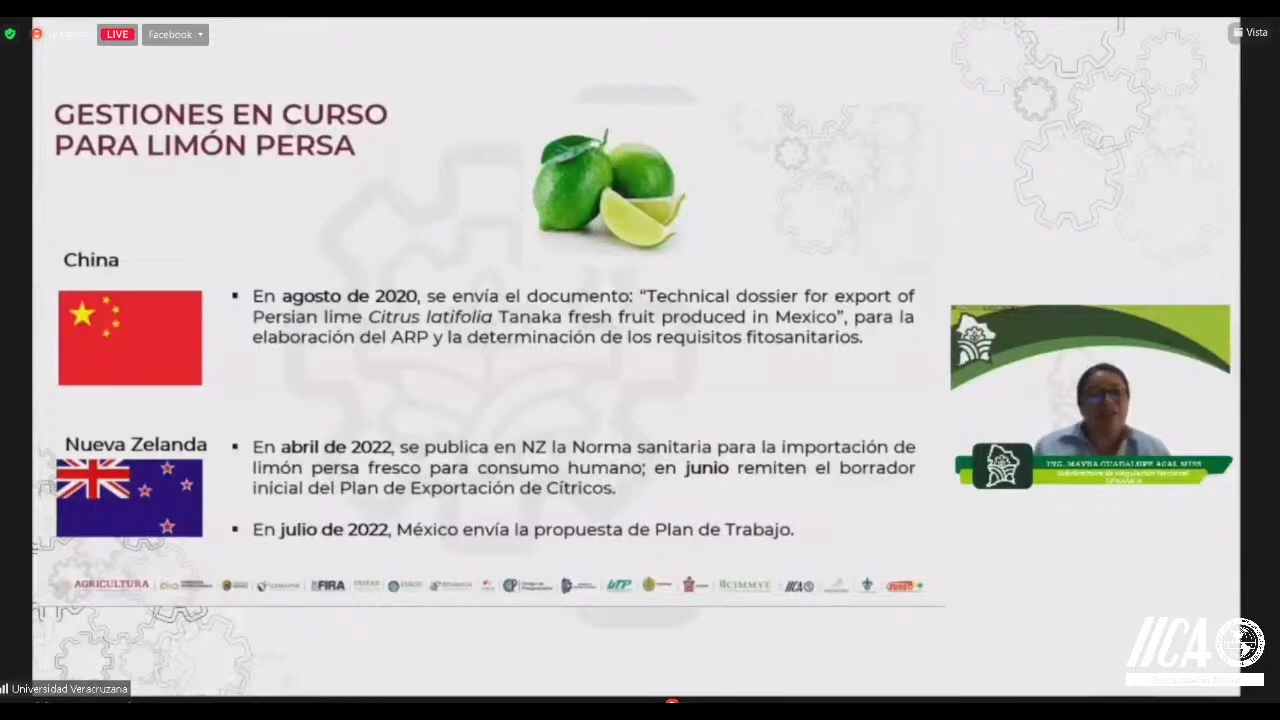 LIVE
Facebook
Vista
GESTIONES EN CURSO
PARA LIMÓN PERSA
China
▪ En agosto de 2020, se envía el documento: “Technical dossier for export of
Persian lime Citrus latifolia Tanaka fresh fruit produced in Mexico”, para la
elaboración del ARP y la determinación de los requisitos fitosanitarios.
Nueva Zelanda
▪ En abril de 2022, se publica en NZ la Norma sanitaria para la importación de
limón persa fresco para consumo humano; en junio remiten el borrador
inicial del Plan de Exportación de Cítricos.
▪ En julio de 2022, México envía la propuesta de Plan de Trabajo.
ING. MAYRA GUADALUPE
AGRICULTURA
FIRA
UTP
CIMMYT
IICA
IICA
Universidad Veracruzana